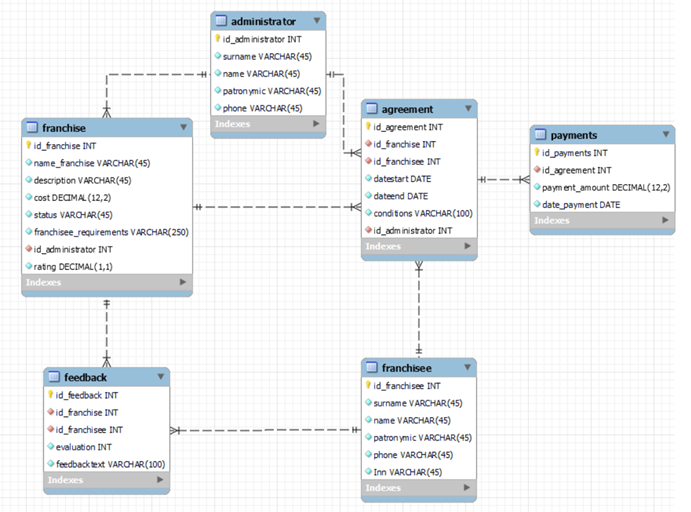 administrator
id_administrator INT
surname VARCHAR(45)
name VARCHAR(45)
patronymic VARCHAR(45)
phone VARCHAR(45)
Indexes
franchise
id_franchise INT
name_franchise VARCHAR(45)
description VARCHAR(45)
cost DECIMAL(12,2)
status VARCHAR(45)
franchisee_requirements VARCHAR(250)
id_administrator INT
rating DECIMAL(1,1)
Indexes
agreement
id_agreement INT
id_franchise INT
id_franchisee INT
datestart DATE
dateend DATE
conditions VARCHAR(100)
id_administrator INT
Indexes
payments
id_payments INT
id_agreement INT
payment_amount DECIMAL(12,2)
date_payment DATE
Indexes
feedback
id_feedback INT
id_franchise INT
id_franchisee INT
evaluation INT
feedbacktext VARCHAR(100)
Indexes
franchisee
id_franchisee INT
surname VARCHAR(45)
name VARCHAR(45)
patronymic VARCHAR(45)
phone VARCHAR(45)
Inn VARCHAR(45)
Indexes